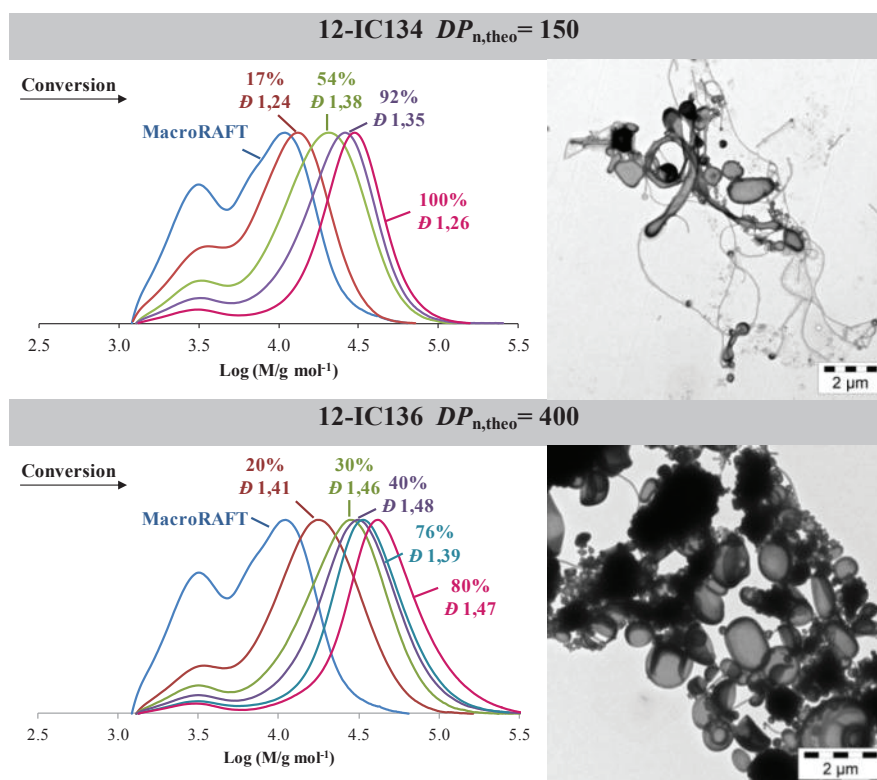 12-IC134 DPn,theo= 150
Conversion
17%
Đ 1,24
54%
Đ 1,38
92%
Đ 1,35
MacroRAFT
100%
Đ 1,26
2.5 3.0 3.5 4.0 4.5 5.0 5.5
Log (M/g mol-1)
2 µm
12-IC136 DPn,theo= 400
Conversion
20%
Đ 1,41
30%
Đ 1,46
40%
Đ 1,48
MacroRAFT
76%
Đ 1,39
80%
Đ 1,47
2.5 3.0 3.5 4.0 4.5 5.0 5.5
Log (M/g mol-1)
2 µm